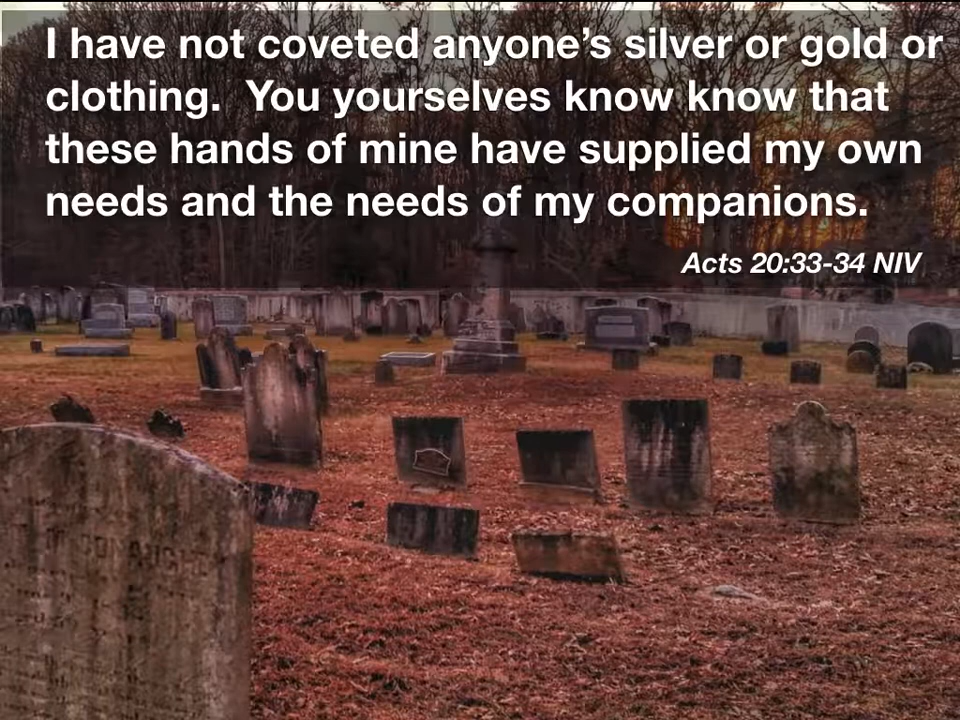 I have not coveted anyone’s silver or gold or
clothing.  You yourselves know know that
these hands of mine have supplied my own
needs and the needs of my companions.
Acts 20:33-34 NIV